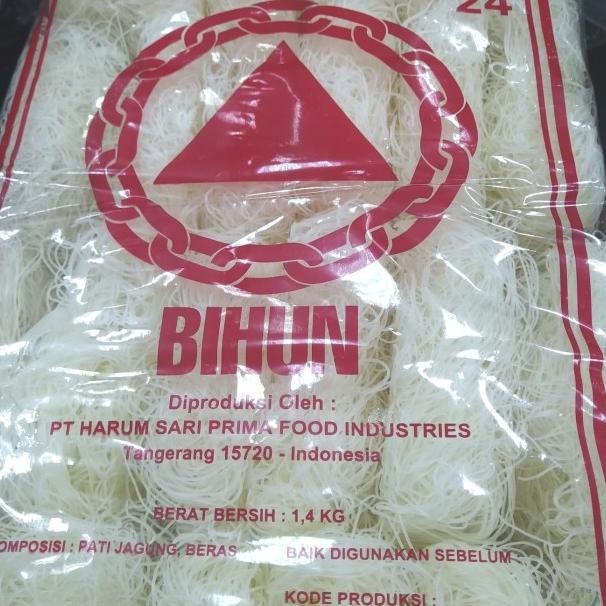 24
BIHUN
Diproduksi Oleh :
PT HARUM SARI PRIMA FOOD INDUSTRIES
Tangerang 15720 - Indonesia
BERAT BERSIH : 1,4 KG
OMPOSISI : PATI JAGUNG, BERAS BAIK DIGUNAKAN SEBELUM
KODE PRODUKSI :